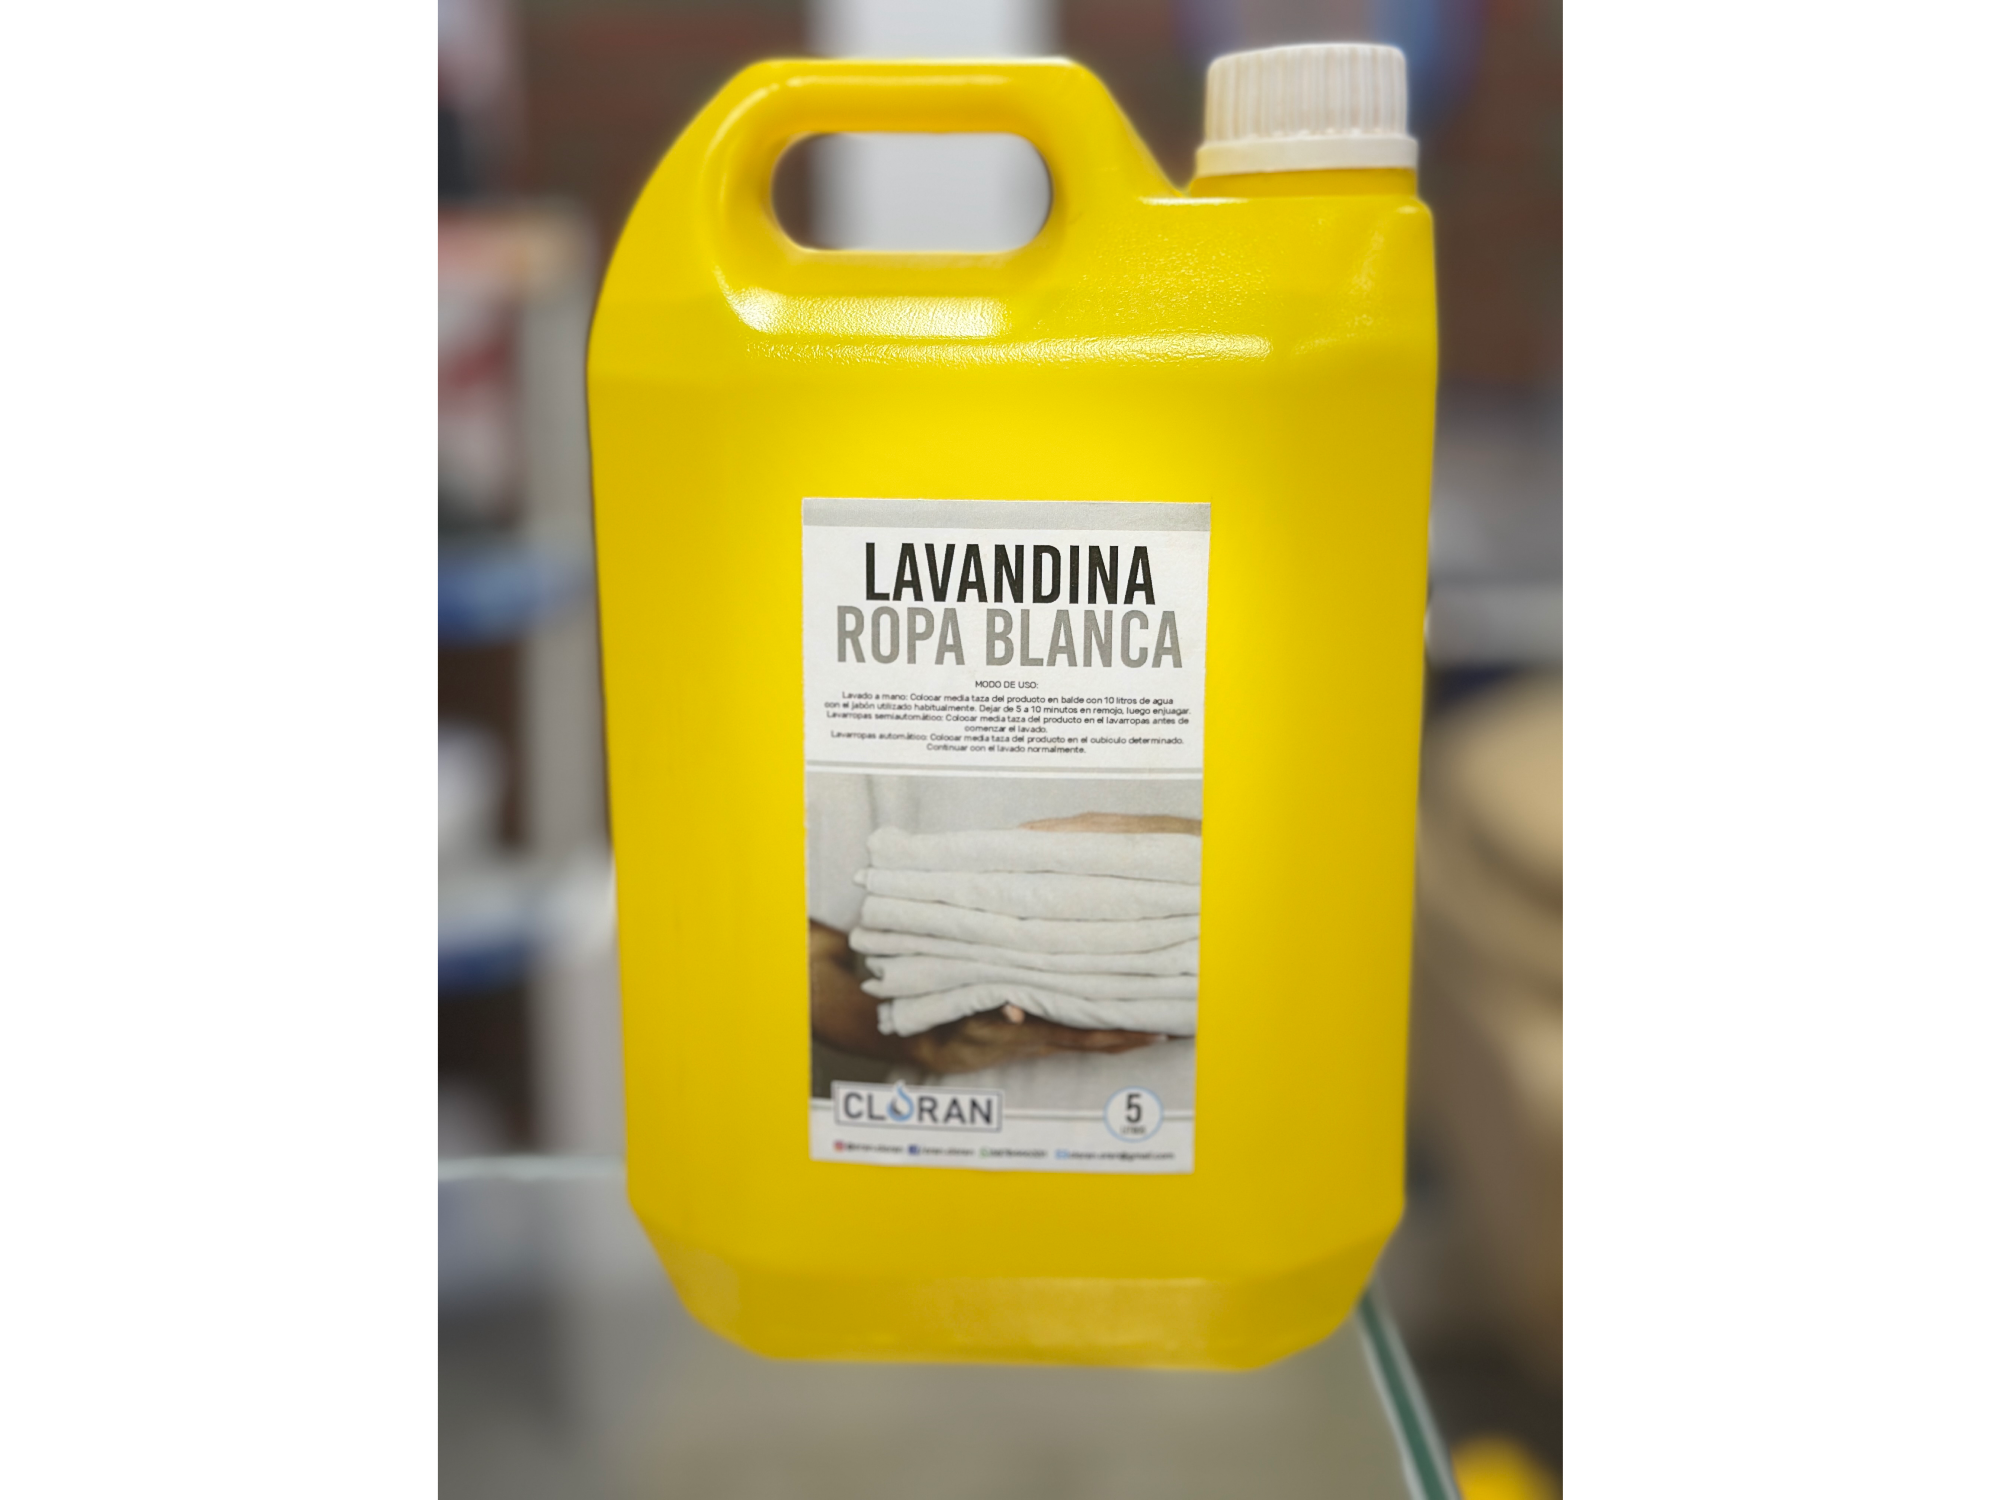 LAVANDINA
ROPA BLANCA
MODO DE USO:
Lavado a mano: Colocar media taza del producto en balde con 10 litros de agua
con el jabón utilizado habitualmente. Dejar de 5 a 10 minutos en remojo, luego enjuagar.
Lavarropas semiautomático: Colocar media taza del producto en el lavarropas antes de
comenzar el lavado.
Lavarropas automático: Colocar media taza del producto en el cubiculo determinado.
Continuar con el lavado normalmente.
CLORAN
5